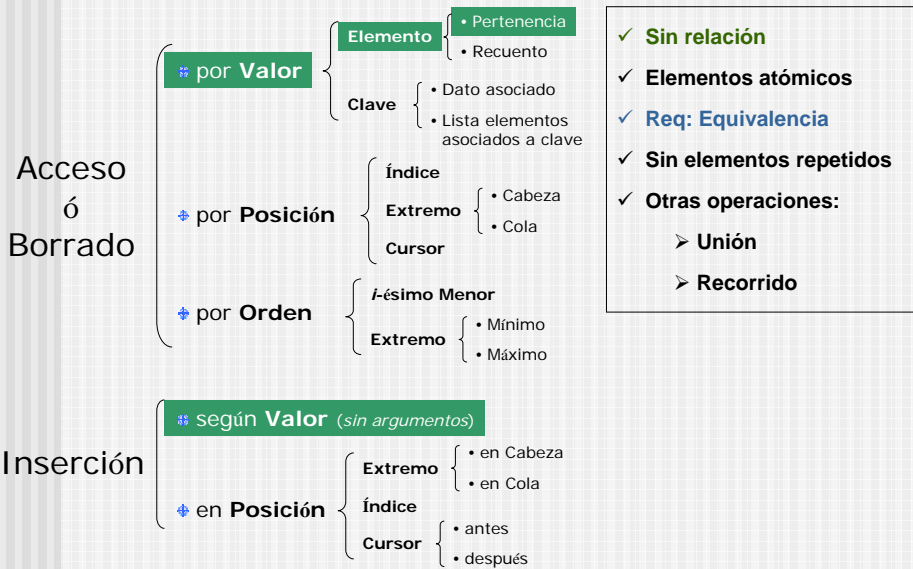 Acceso
ó
Borrado
por Valor
Elemento
• Pertenencia
• Recuento
Clave
• Dato asociado
• Lista elementos
asociados a clave
por Posición
Índice
Extremo
• Cabeza
• Cola
Cursor
por Orden
i-ésimo Menor
Extremo
• Mínimo
• Máximo
Inserción
según Valor (sin argumentos)
en Posición
Extremo
• en Cabeza
• en Cola
Índice
Cursor
• antes
• después
✓ Sin relación
✓ Elementos atómicos
✓ Req: Equivalencia
✓ Sin elementos repetidos
✓ Otras operaciones:
➢ Unión
➢ Recorrido